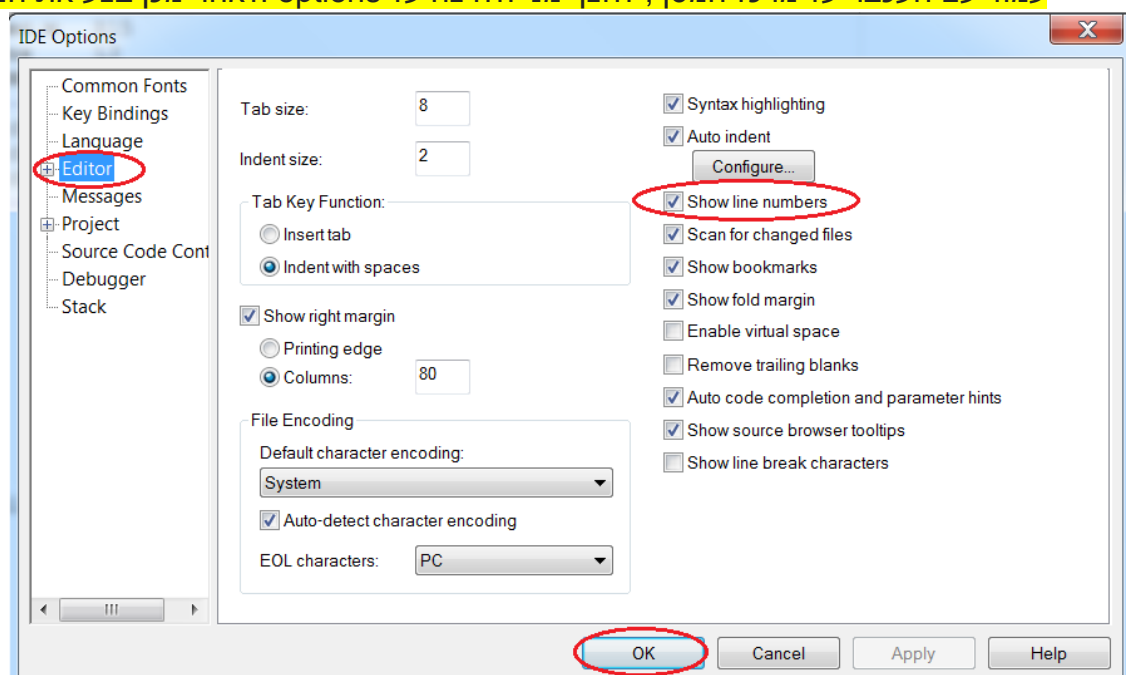 options
IDE Options
Common Fonts
Key Bindings
Language
Editor
Messages
Project
Source Code Cont
Debugger
Stack
Tab size: 8
Indent size: 2
Tab Key Function:
Insert tab
Indent with spaces
Show right margin
Printing edge
Columns: 80
File Encoding
Default character encoding:
System
Auto-detect character encoding
EOL characters: PC
Syntax highlighting
Auto indent
Configure...
Show line numbers
Scan for changed files
Show bookmarks
Show fold margin
Enable virtual space
Remove trailing blanks
Auto code completion and parameter hints
Show source browser tooltips
Show line break characters
OK Cancel Apply Help